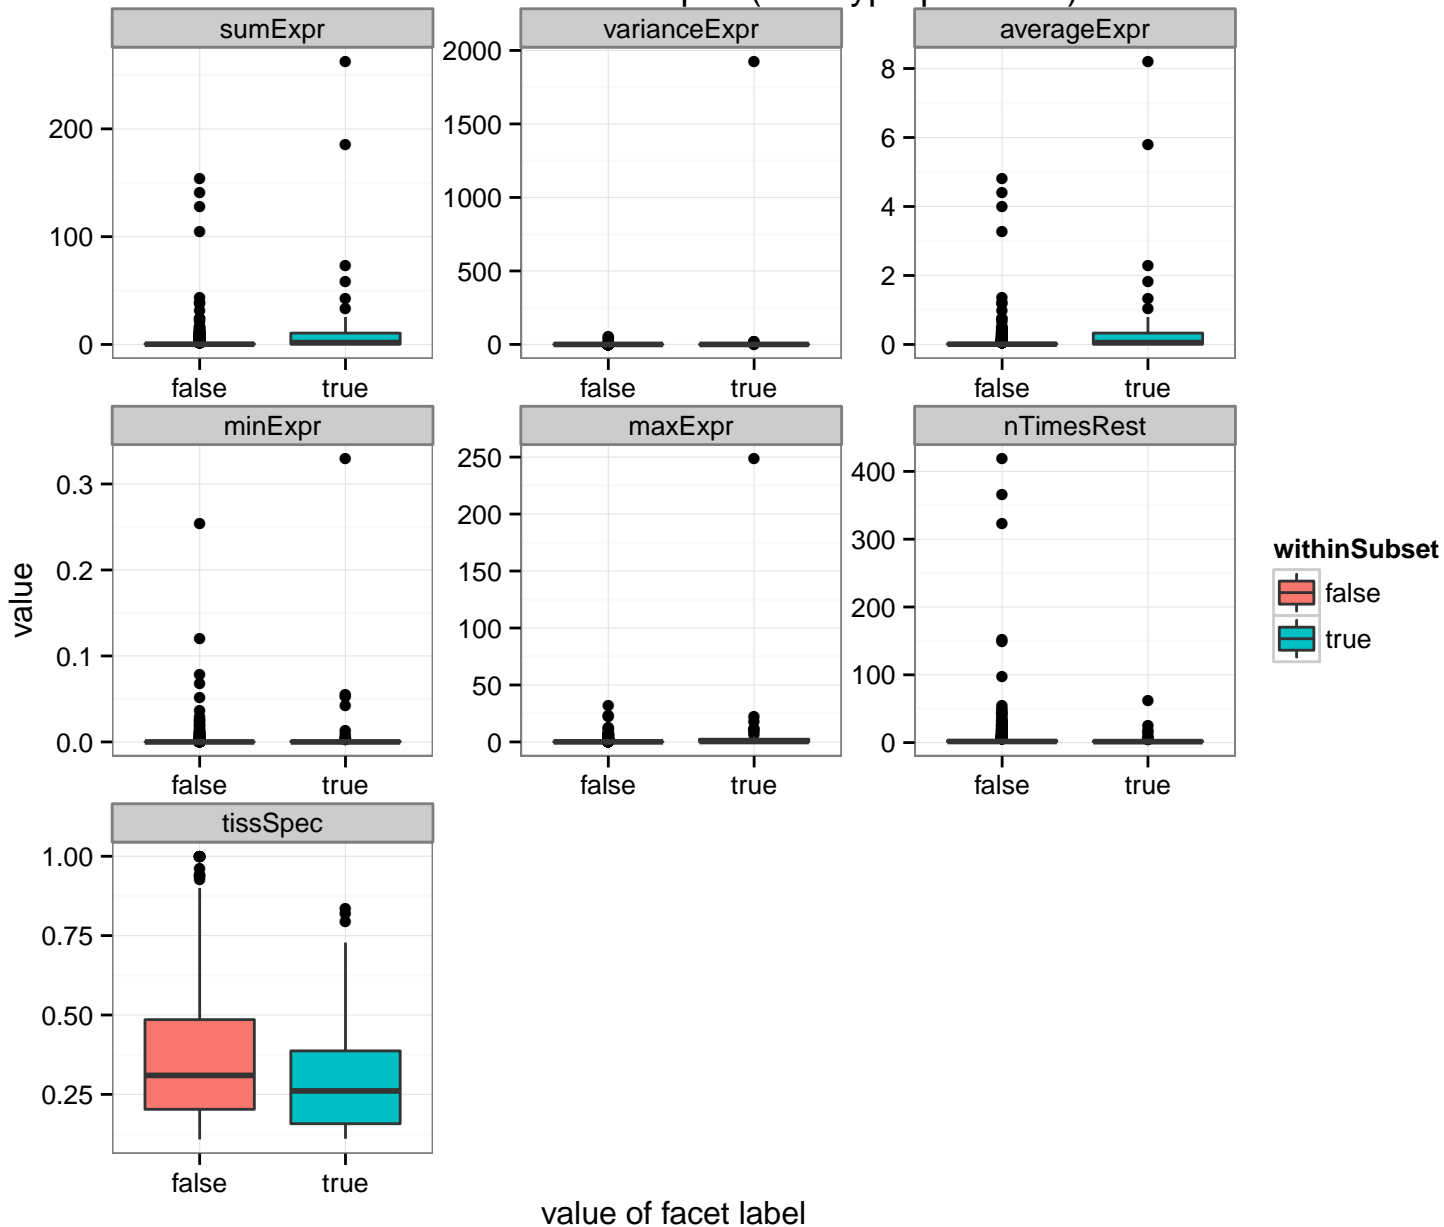 sumExpr varianceExpr averageExpr
2000
8
200
1500
6
1000
4
100
500
2
0 0 0
false true false true false true
minExpr maxExpr nTimesRest
250
400
0.3
200
300
0.2
150
200
100
0.1
100
50
0.0 0 0
false true false true false true
value
withinSubset
false
true
tissSpec
1.00
0.75
0.50
0.25
false true
value of facet label